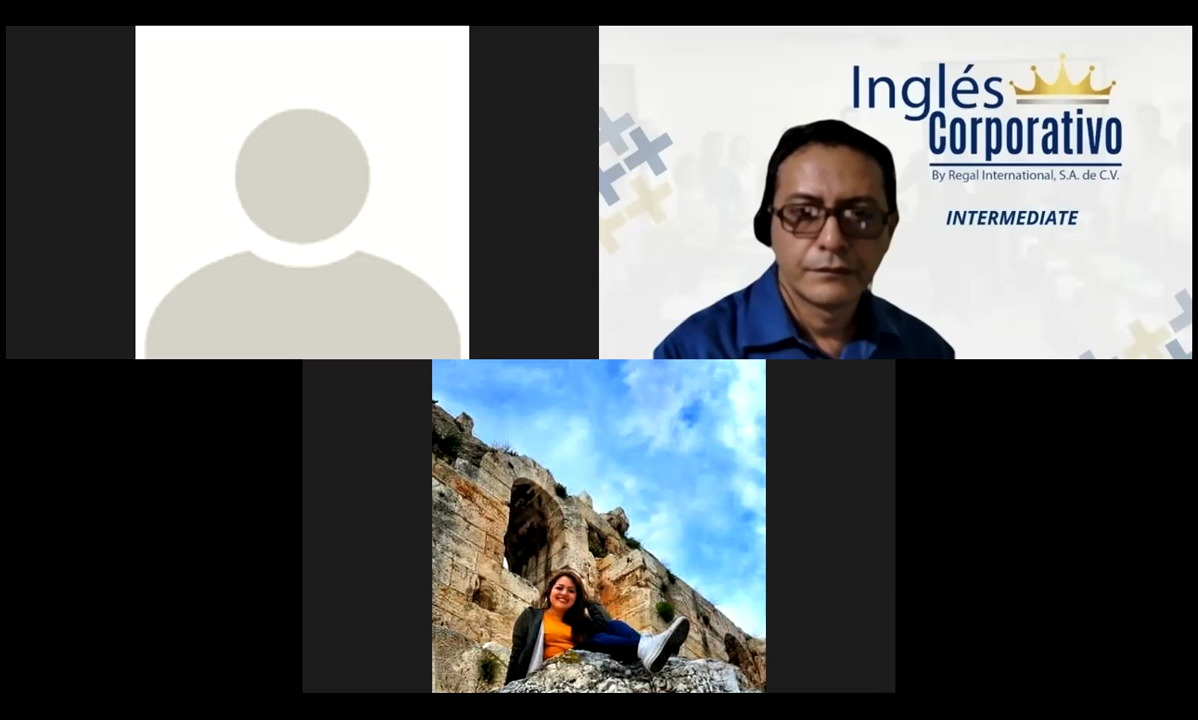 Inglés
Corporativo
By Regal International, S.A. de C.V.
INTERMEDIATE